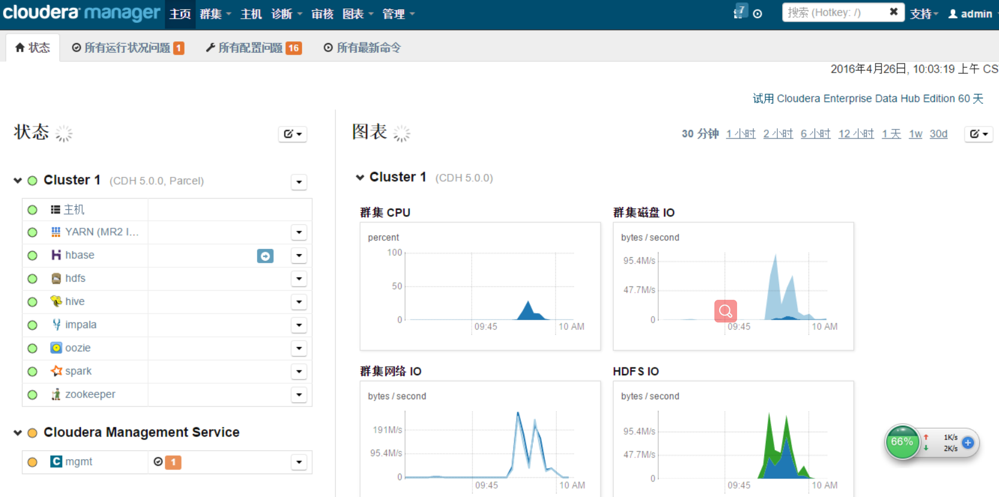 cloudera manager 主页 群集 主机 诊断 审核 图表 管理 7 搜索 (Hotkey: /) 支持 admin
状态 所有运行状况问题 1 所有配置问题 16 所有最新命令
2016年4月26日, 10:03:19 上午 CS
试用 Cloudera Enterprise Data Hub Edition 60 天
状态
Cluster 1 (CDH 5.0.0, Parcel)
主机
YARN (MR2 I...
hbase
hdfs
hive
impala
oozie
spark
zookeeper
Cloudera Management Service
C mgmt 1
图表 30 分钟 1 小时 2 小时 6 小时 12 小时 1 天 1w 30d
Cluster 1 (CDH 5.0.0)
群集 CPU
percent
100
50
0
09:45 10 AM
群集磁盘 IO
bytes / second
95.4M/s
47.7M/s
0
09:45 10 AM
群集网络 IO
bytes / second
191M/s
95.4M/s
0
09:45 10 AM
HDFS IO
bytes / second
95.4M/s
47.7M/s
0
09:45 10 AM
66% 1K/s
2K/s